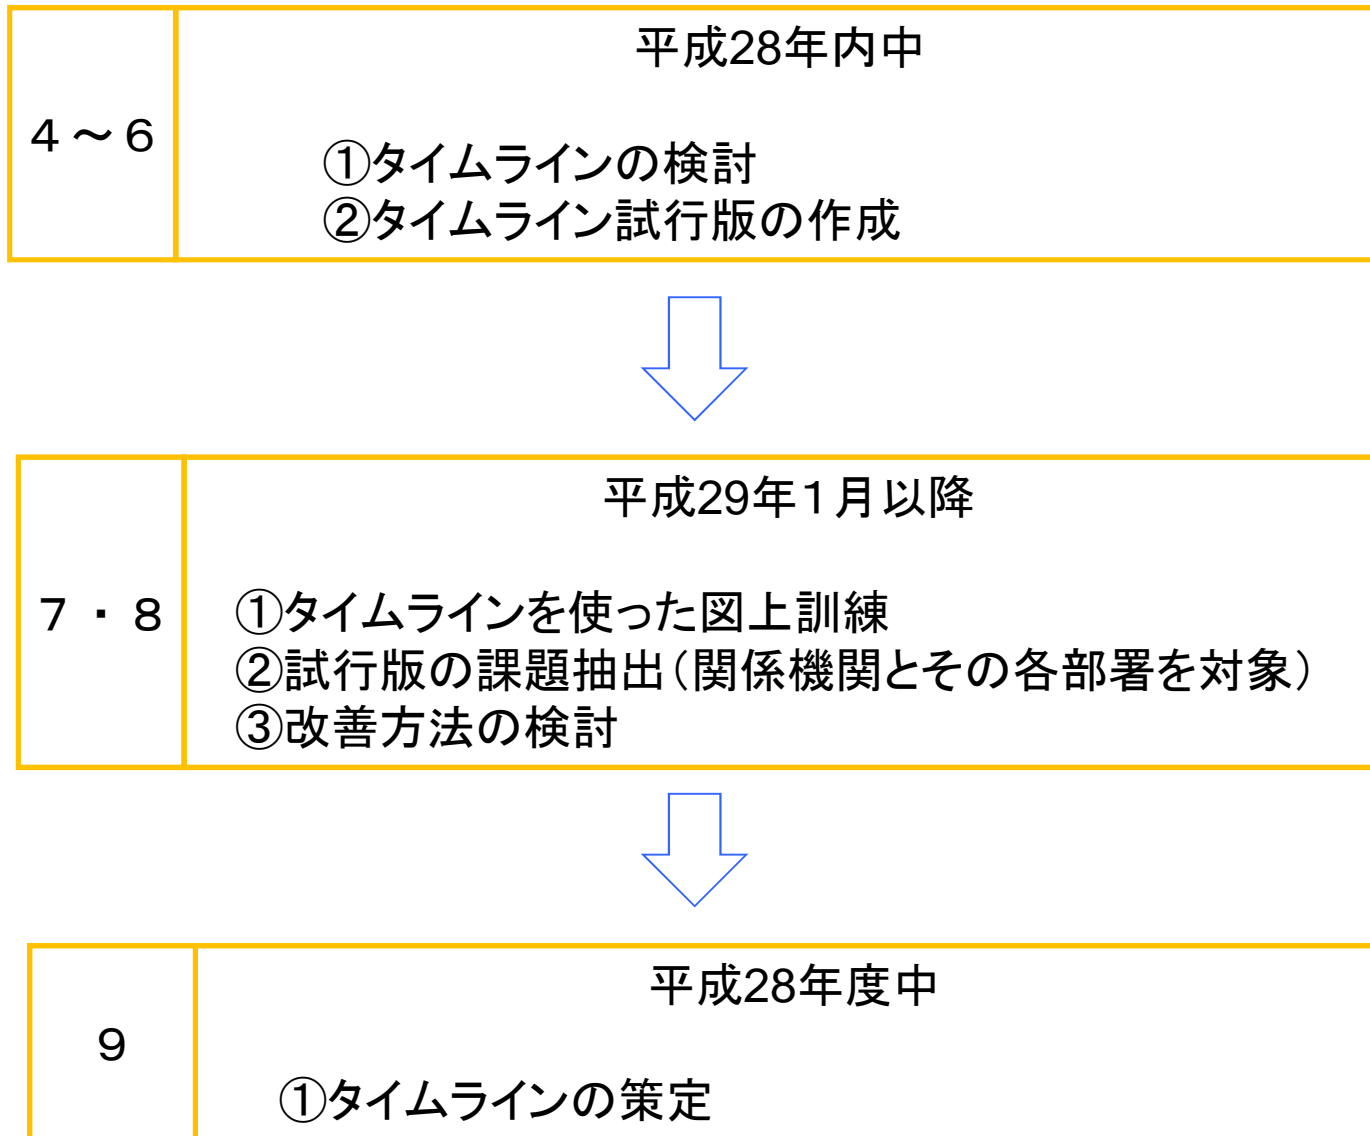 平成28年内中
４～６
①タイムラインの検討
②タイムライン試行版の作成
平成29年１月以降
７・８
①タイムラインを使った図上訓練
②試行版の課題抽出（関係機関とその各部署を対象）
③改善方法の検討
平成28年度中
９
①タイムラインの策定